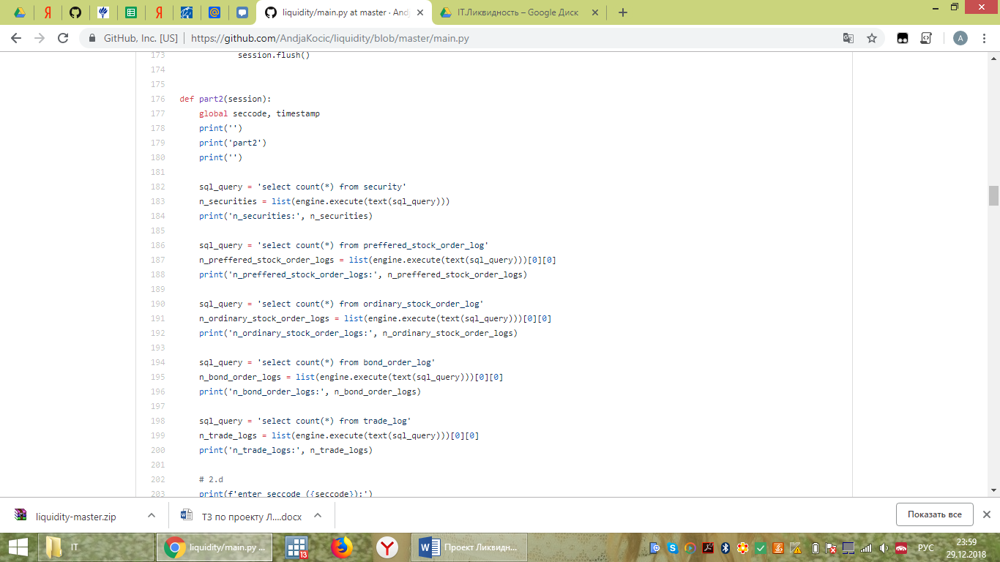 liquidity/main.py at master · And
IT.Ликвидность – Google Диск
GitHub, Inc. [US]
https://github.com/AndjaKocic/liquidity/blob/master/main.py
A
173 session.flush()
174
175
176 def part2(session):
177 global seccode, timestamp
178 print('')
179 print('part2')
180 print('')
181
182 sql_query = 'select count(*) from security'
183 n_securities = list(engine.execute(text(sql_query)))
184 print('n_securities:', n_securities)
185
186 sql_query = 'select count(*) from preffered_stock_order_log'
187 n_preffered_stock_order_logs = list(engine.execute(text(sql_query)))[0][0]
188 print('n_preffered_stock_order_logs:', n_preffered_stock_order_logs)
189
190 sql_query = 'select count(*) from ordinary_stock_order_log'
191 n_ordinary_stock_order_logs = list(engine.execute(text(sql_query)))[0][0]
192 print('n_ordinary_stock_order_logs:', n_ordinary_stock_order_logs)
193
194 sql_query = 'select count(*) from bond_order_log'
195 n_bond_order_logs = list(engine.execute(text(sql_query)))[0][0]
196 print('n_bond_order_logs:', n_bond_order_logs)
197
198 sql_query = 'select count(*) from trade_log'
199 n_trade_logs = list(engine.execute(text(sql_query)))[0][0]
200 print('n_trade_logs:', n_trade_logs)
201
202 # 2.d
203 print(f'enter seccode ({seccode}):')
liquidity-master.zip
ТЗ по проекту Л....docx
Показать все
IT
liquidity/main.py ...
13
Проект Ликвидн...
РУС
23:59
29.12.2018